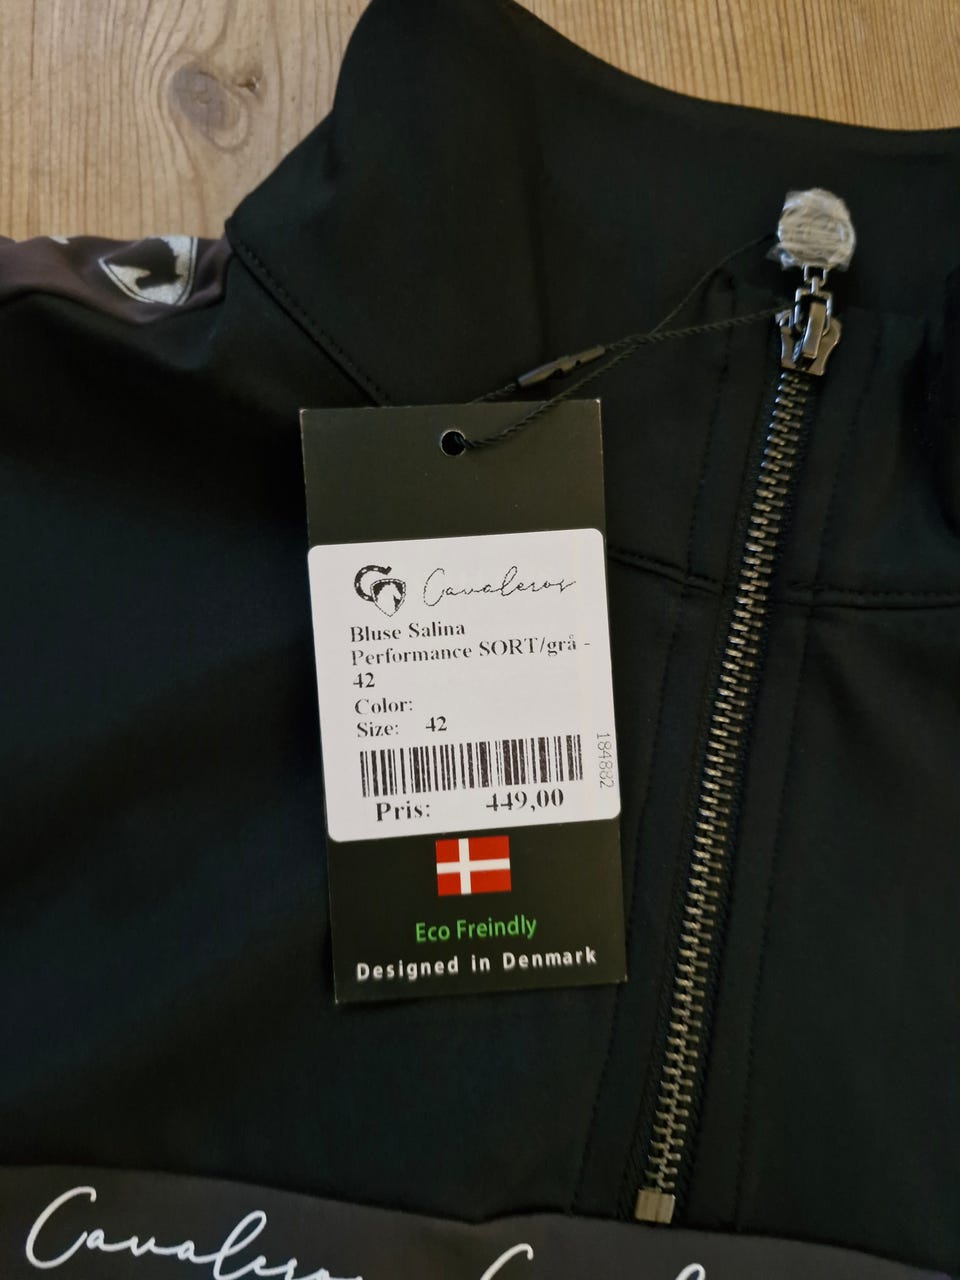 Cavaleros
Bluse Salina
Performance SORT/grå -
42
Color:
Size: 42
184882
Pris: 449,00
Eco Freindly
Designed in Denmark
Cavaleros